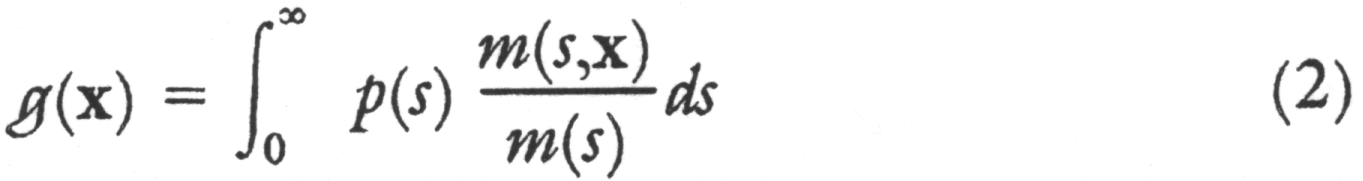 g(x) = ∫₀^∞ p(s) m(s,x)/m(s) ds (2)